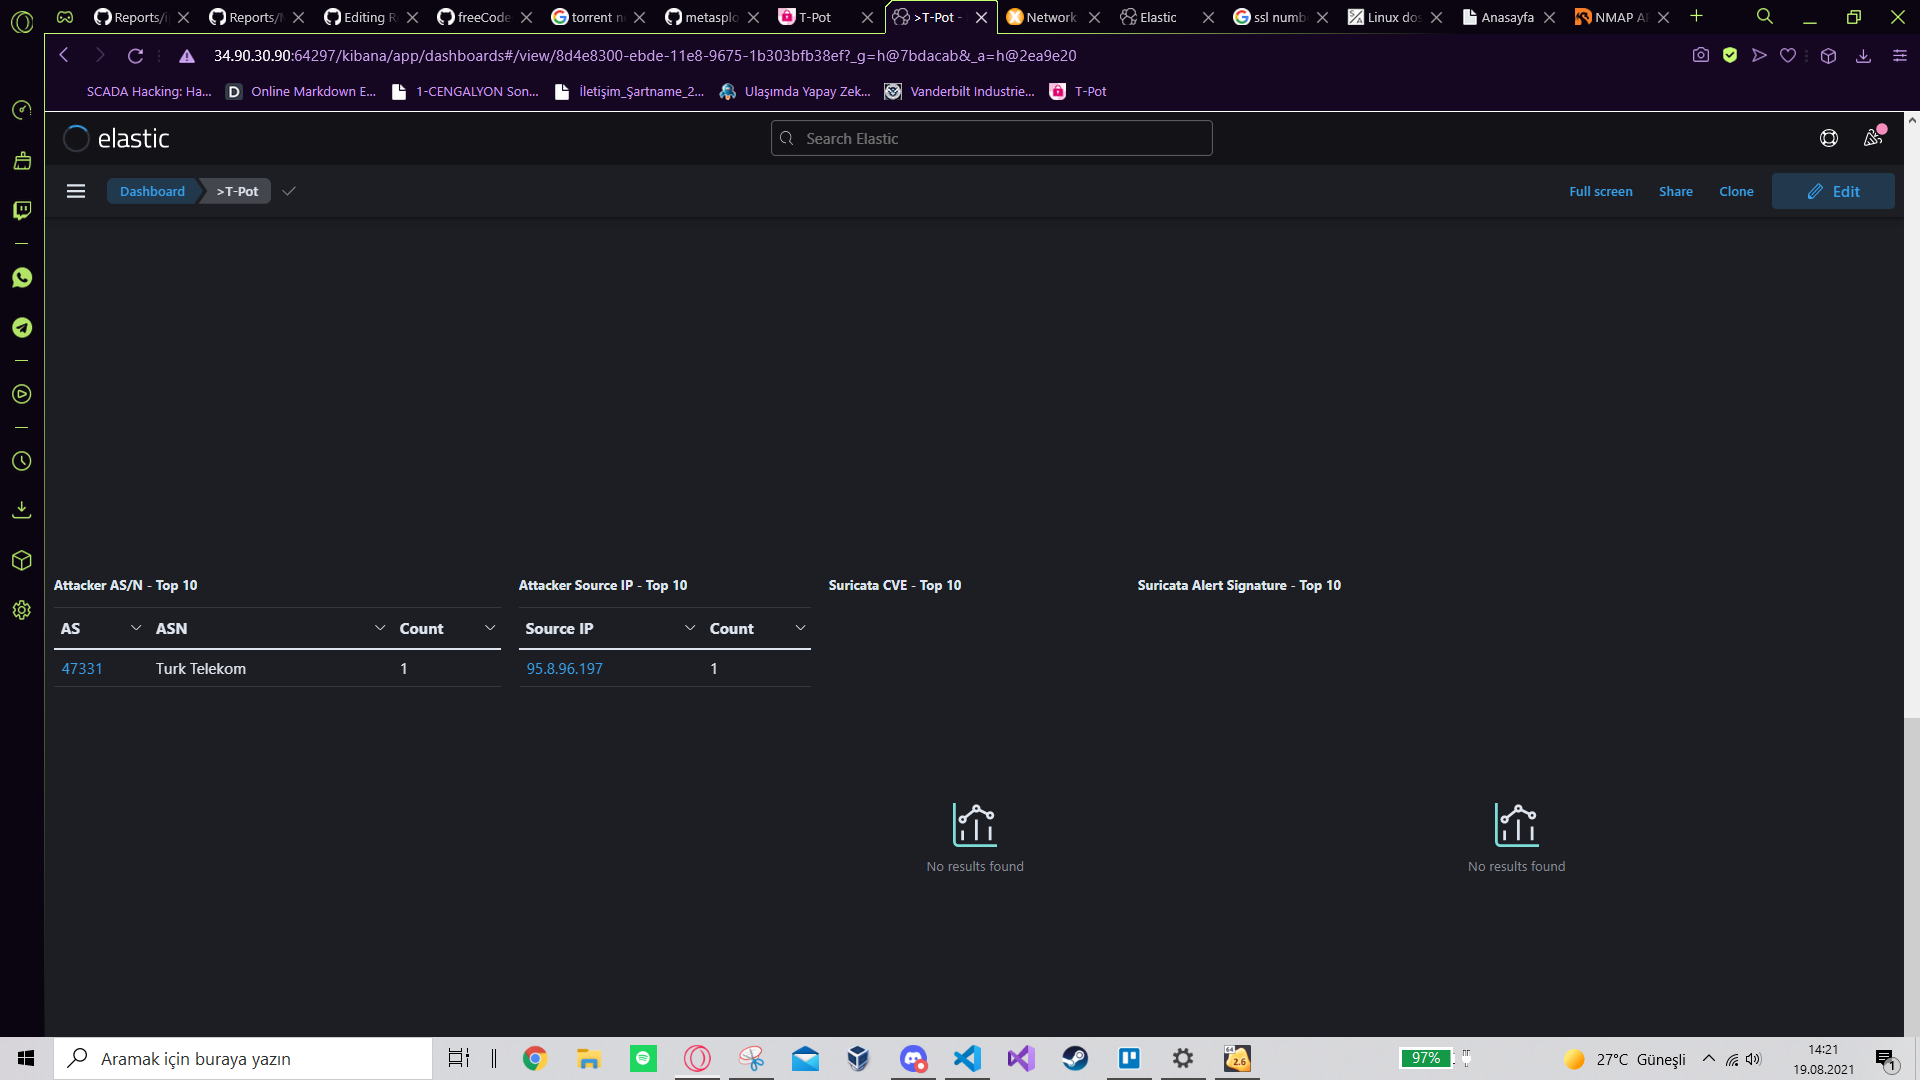 Reports/i
Reports/M
Editing R
freeCode
torrent n
metasplo
T-Pot
>T-Pot -
Network
Elastic
ssl numb
Linux dos
Anasayfa
NMAP A
34.90.30.90:64297/kibana/app/dashboards#/view/8d4e8300-ebde-11e8-9675-1b303bfb38ef?_g=h@7bdacab&_a=h@2ea9e20
SCADA Hacking: Ha...
Online Markdown E...
1-CENGALYON Son...
İletişim_Şartname_2...
Ulaşımda Yapay Zek...
Vanderbilt Industrie...
T-Pot
elastic
Search Elastic
Dashboard
>T-Pot
Full screen
Share
Clone
Edit
Attacker AS/N - Top 10
Attacker Source IP - Top 10
Suricata CVE - Top 10
Suricata Alert Signature - Top 10
AS ASN Count
Source IP Count
47331 Turk Telekom 1
95.8.96.197 1
No results found
No results found
Aramak için buraya yazın
64
2.6
97%
27°C Güneşli
14:21
19.08.2021
1